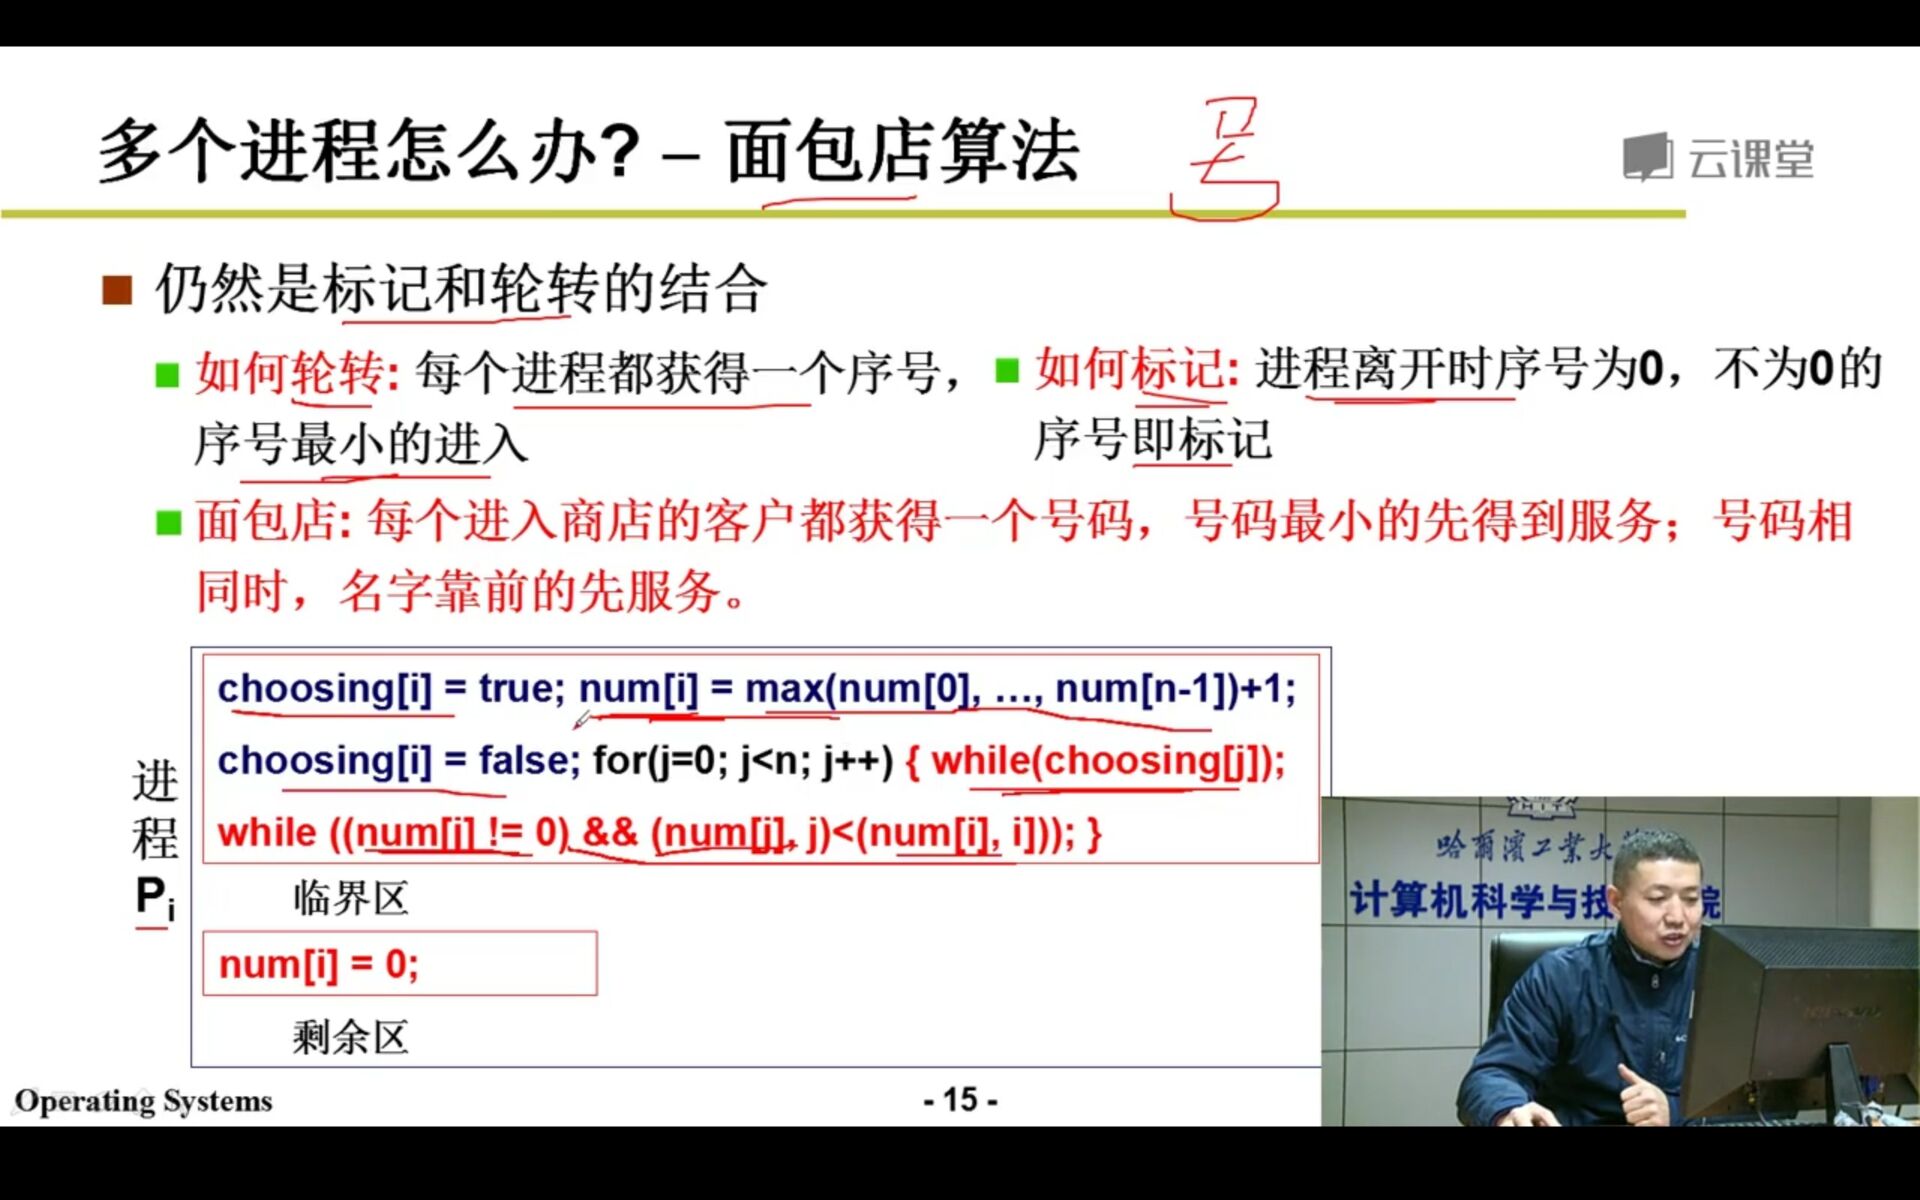 多个进程怎么办? – 面包店算法
号
云课堂
仍然是标记和轮转的结合
如何轮转: 每个进程都获得一个序号，
序号最小的进入
如何标记: 进程离开时序号为0，不为0的
序号即标记
面包店: 每个进入商店的客户都获得一个号码，号码最小的先得到服务；号码相
同时，名字靠前的先服务。
进程Pi
choosing[i] = true; num[i] = max(num[0], …, num[n-1])+1;
choosing[i] = false; for(j=0; j<n; j++) { while(choosing[j]);
while ((num[j] != 0) && (num[j], j)<(num[i], i])); }
临界区
num[i] = 0;
剩余区
哈爾濱工業大
计算机科学与技 院
Operating Systems
- 15 -